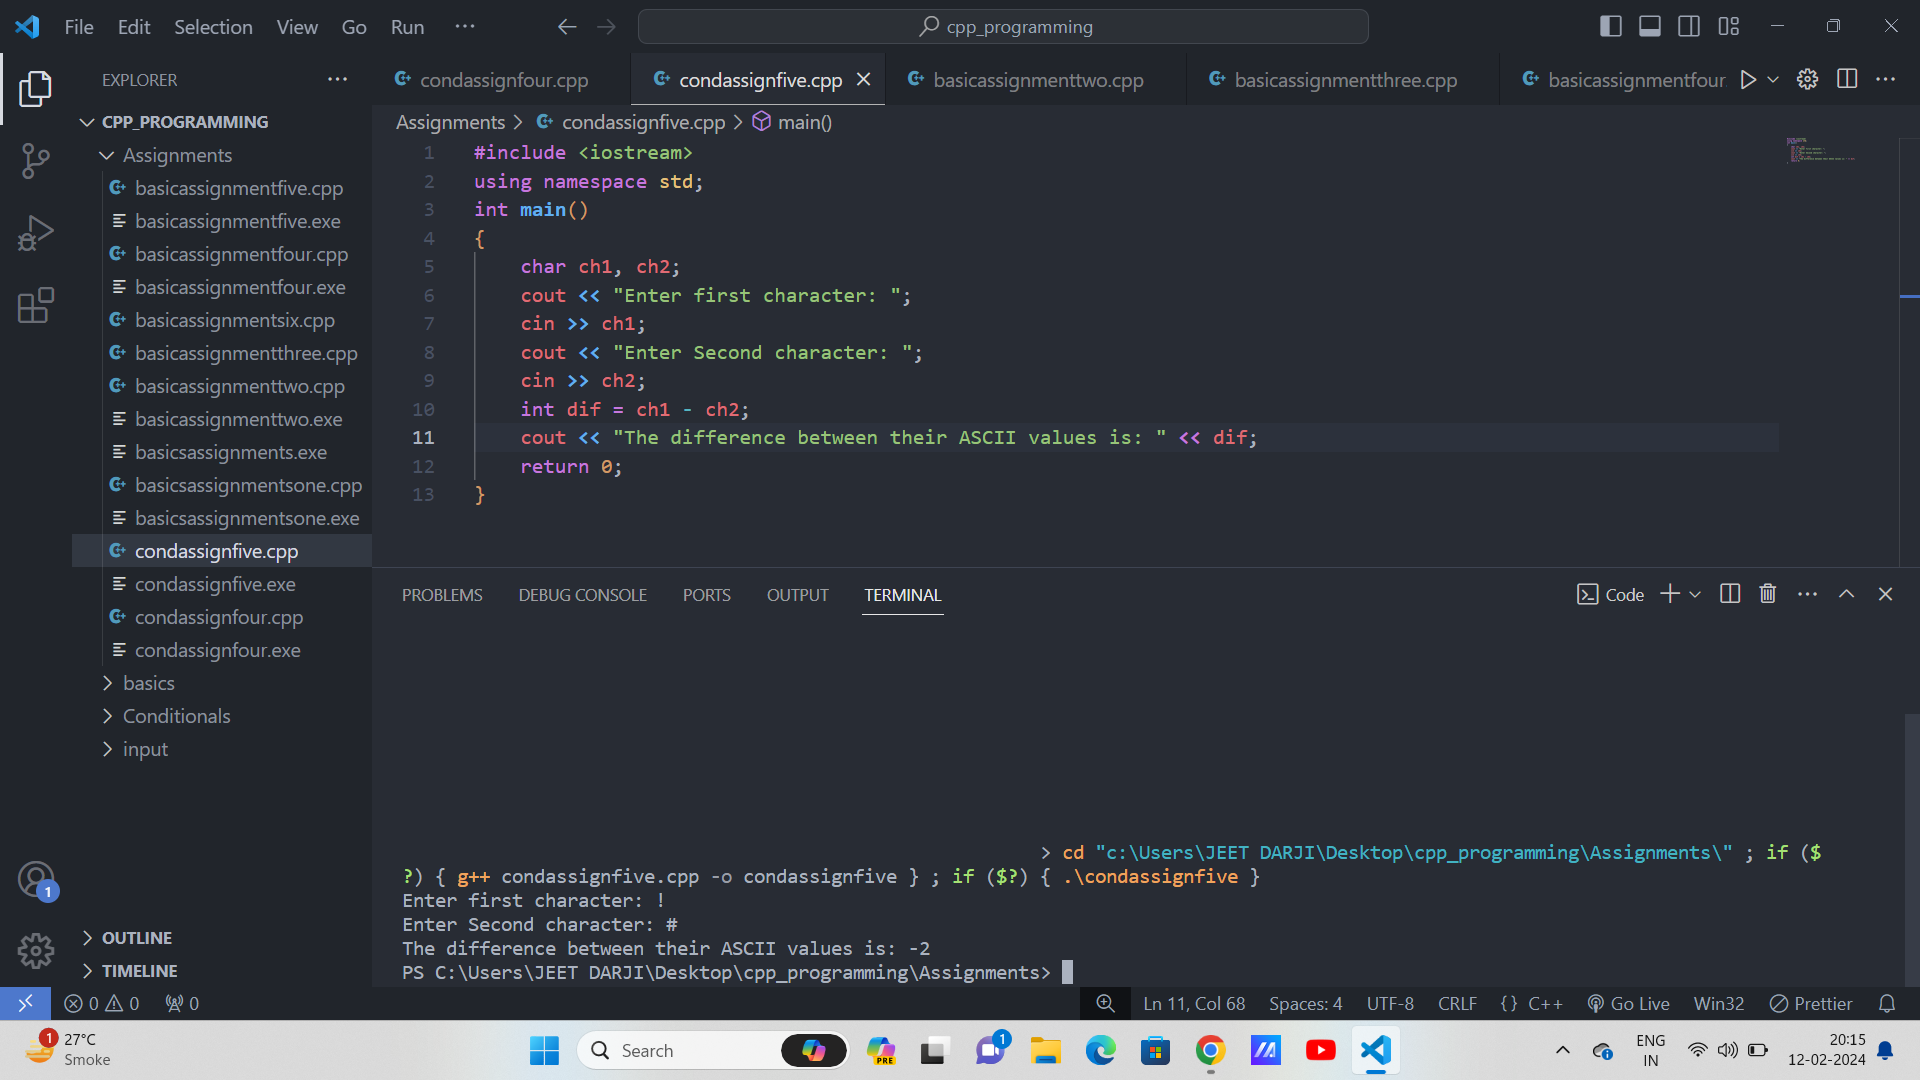 File Edit Selection View Go Run ···
cpp_programming
EXPLORER
condassignfour.cpp
condassignfive.cpp
basicassignmenttwo.cpp
basicassignmentthree.cpp
basicassignmentfour
CPP_PROGRAMMING
Assignments
basicassignmentfive.cpp
basicassignmentfive.exe
basicassignmentfour.cpp
basicassignmentfour.exe
basicassignmentsix.cpp
basicassignmentthree.cpp
basicassignmenttwo.cpp
basicassignmenttwo.exe
basicassignments.exe
basicsassignmentsone.cpp
basicsassignmentsone.exe
condassignfive.cpp
condassignfive.exe
condassignfour.cpp
condassignfour.exe
basics
Conditionals
input
OUTLINE
TIMELINE
Assignments > condassignfive.cpp > main()
1 #include <iostream>
2 using namespace std;
3 int main()
4 {
5 char ch1, ch2;
6 cout << "Enter first character: ";
7 cin >> ch1;
8 cout << "Enter Second character: ";
9 cin >> ch2;
10 int dif = ch1 - ch2;
11 cout << "The difference between their ASCII values is: " << dif;
12 return 0;
13 }
PROBLEMS DEBUG CONSOLE PORTS OUTPUT TERMINAL
Code
> cd "c:\Users\JEET DARJI\Desktop\cpp_programming\Assignments\" ; if ($
?) { g++ condassignfive.cpp -o condassignfive } ; if ($?) { .\condassignfive }
Enter first character: !
Enter Second character: #
The difference between their ASCII values is: -2
PS C:\Users\JEET DARJI\Desktop\cpp_programming\Assignments>
1
0 0 0
Ln 11, Col 68 Spaces: 4 UTF-8 CRLF {} C++ Go Live Win32 Prettier
1
27°C
Smoke
Search
PRE
1
ENG
IN
20:15
12-02-2024